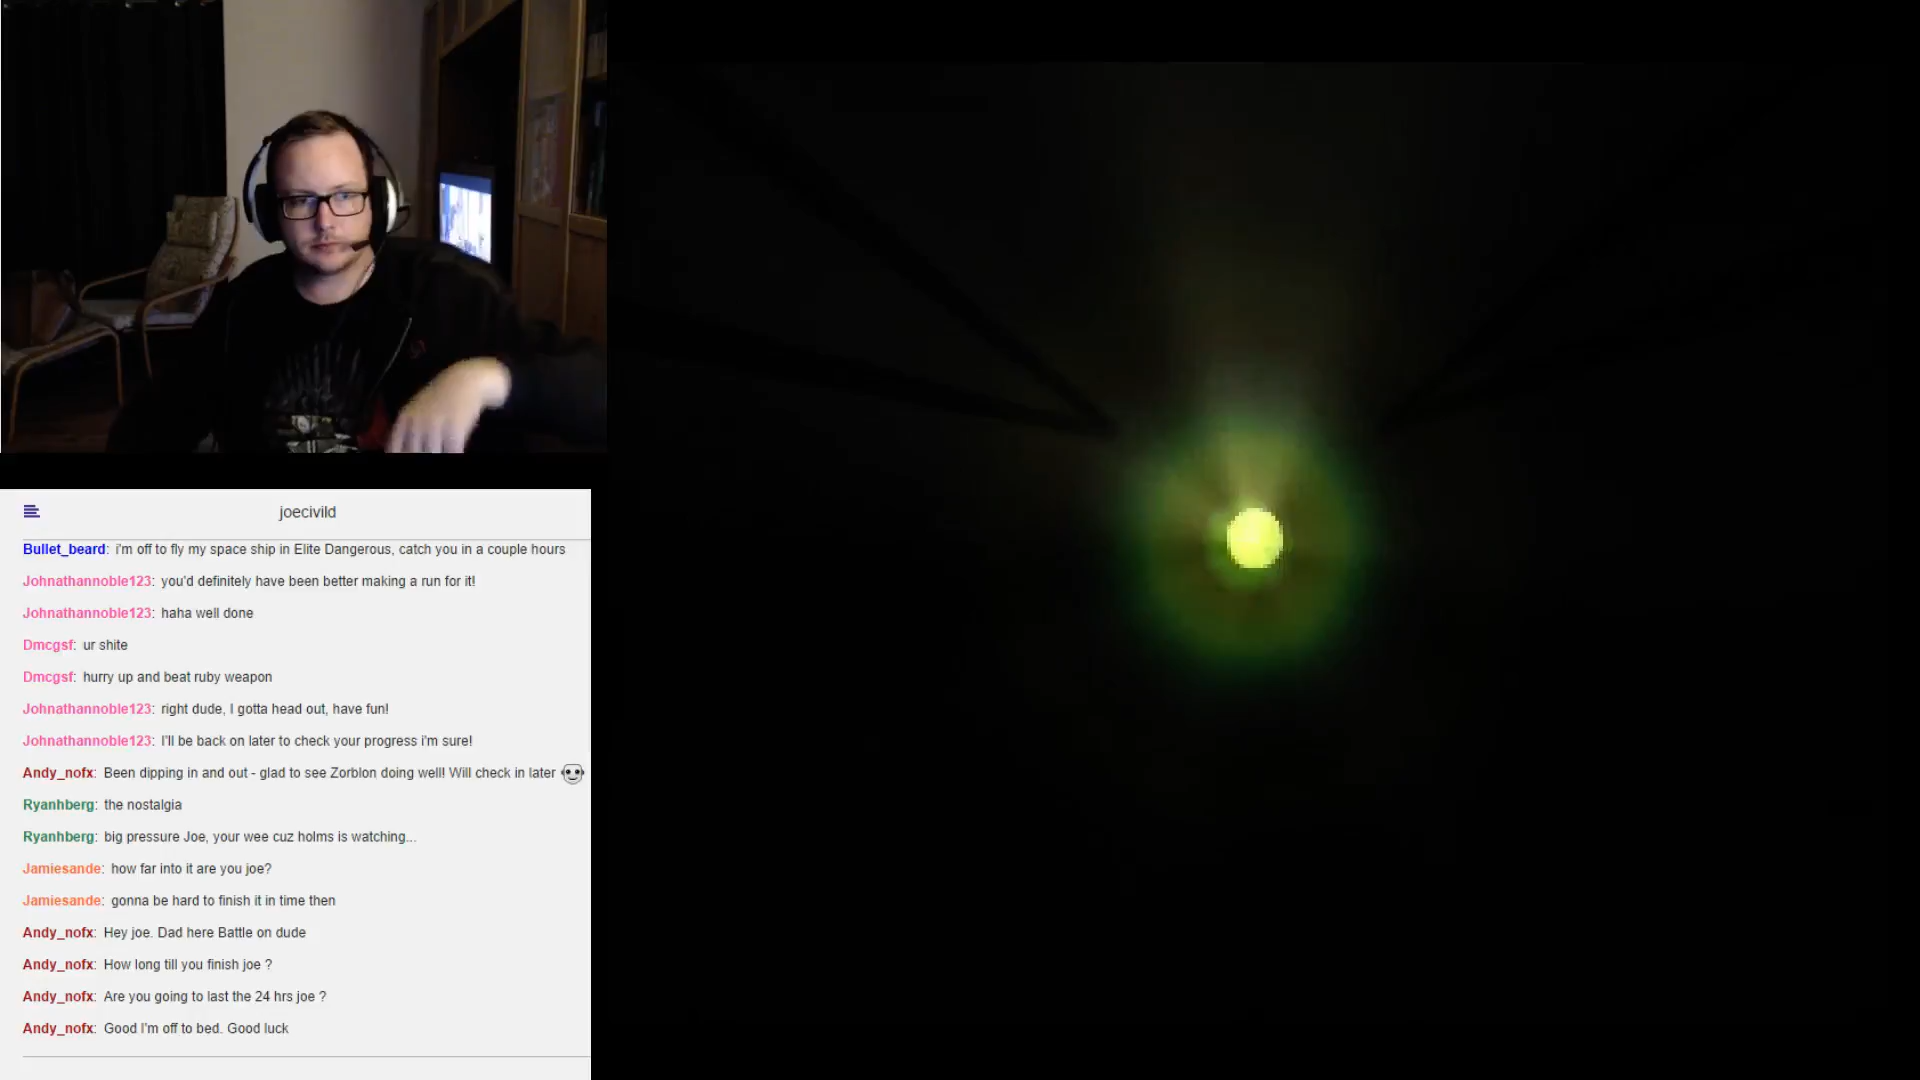 joecivild
Bullet_beard: i'm off to fly my space ship in Elite Dangerous, catch you in a couple hours
Johnathannoble123: you'd definitely have been better making a run for it!
Johnathannoble123: haha well done
Dmcgsf: ur shite
Dmcgsf: hurry up and beat ruby weapon
Johnathannoble123: right dude, I gotta head out, have fun!
Johnathannoble123: I'll be back on later to check your progress i'm sure!
Andy_nofx: Been dipping in and out - glad to see Zorblon doing well! Will check in later
Ryanhberg: the nostalgia
Ryanhberg: big pressure Joe, your wee cuz holms is watching...
Jamiesande: how far into it are you joe?
Jamiesande: gonna be hard to finish it in time then
Andy_nofx: Hey joe. Dad here Battle on dude
Andy_nofx: How long till you finish joe ?
Andy_nofx: Are you going to last the 24 hrs joe ?
Andy_nofx: Good I'm off to bed. Good luck